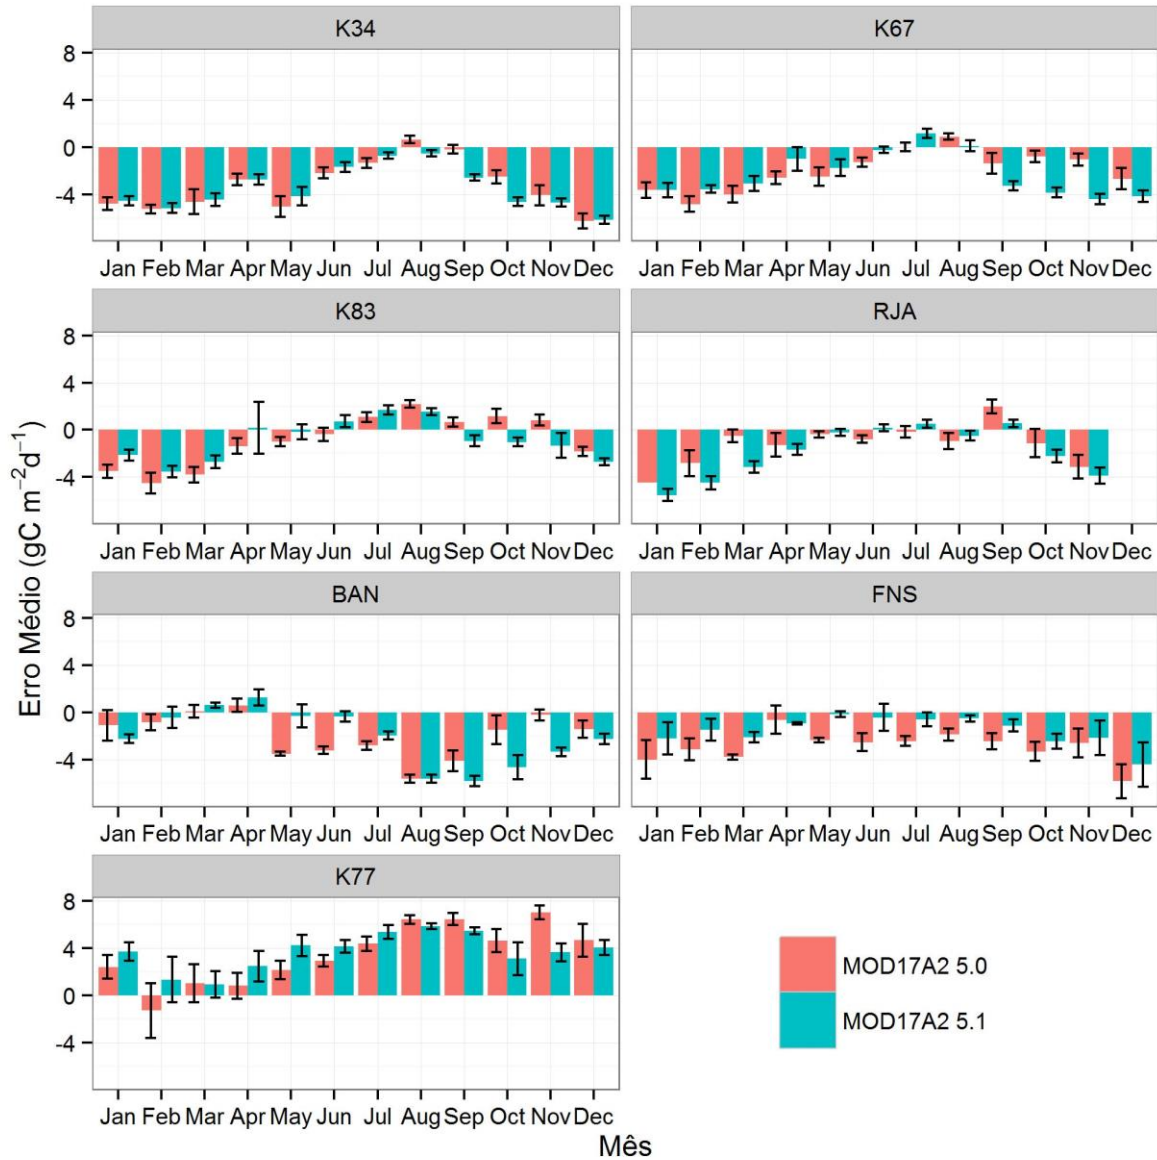 K34
K67
8
4
0
-4
Jan Feb Mar Apr May Jun Jul Aug Sep Oct Nov Dec
Jan Feb Mar Apr May Jun Jul Aug Sep Oct Nov Dec
K83
RJA
8
4
0
-4
Jan Feb Mar Apr May Jun Jul Aug Sep Oct Nov Dec
Jan Feb Mar Apr May Jun Jul Aug Sep Oct Nov Dec
Erro Médio (gC m⁻²d⁻¹)
BAN
FNS
8
4
0
-4
Jan Feb Mar Apr May Jun Jul Aug Sep Oct Nov Dec
Jan Feb Mar Apr May Jun Jul Aug Sep Oct Nov Dec
K77
8
4
0
-4
Jan Feb Mar Apr May Jun Jul Aug Sep Oct Nov Dec
MOD17A2 5.0
MOD17A2 5.1
Mês